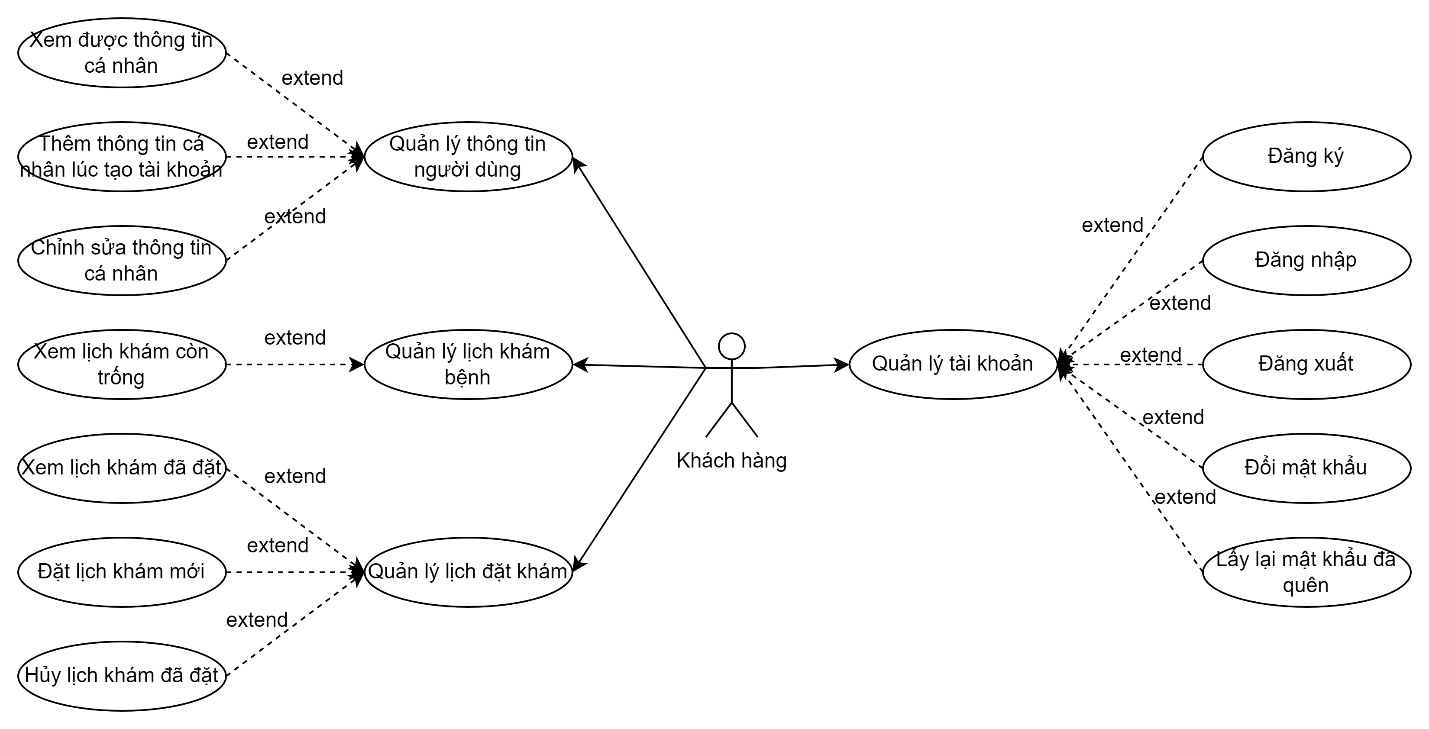 Xem được thông tin
cá nhân
extend
Thêm thông tin cá
nhân lúc tạo tài khoản
extend
Chỉnh sửa thông tin
cá nhân
extend
Quản lý thông tin
người dùng
Xem lịch khám còn
trống
extend
Quản lý lịch khám
bệnh
Xem lịch khám đã đặt
extend
Đặt lịch khám mới
extend
Hủy lịch khám đã đặt
extend
Quản lý lịch đặt khám
Khách hàng
Quản lý tài khoản
extend
Đăng ký
extend
Đăng nhập
extend
Đăng xuất
extend
Đổi mật khẩu
extend
Lấy lại mật khẩu đã
quên